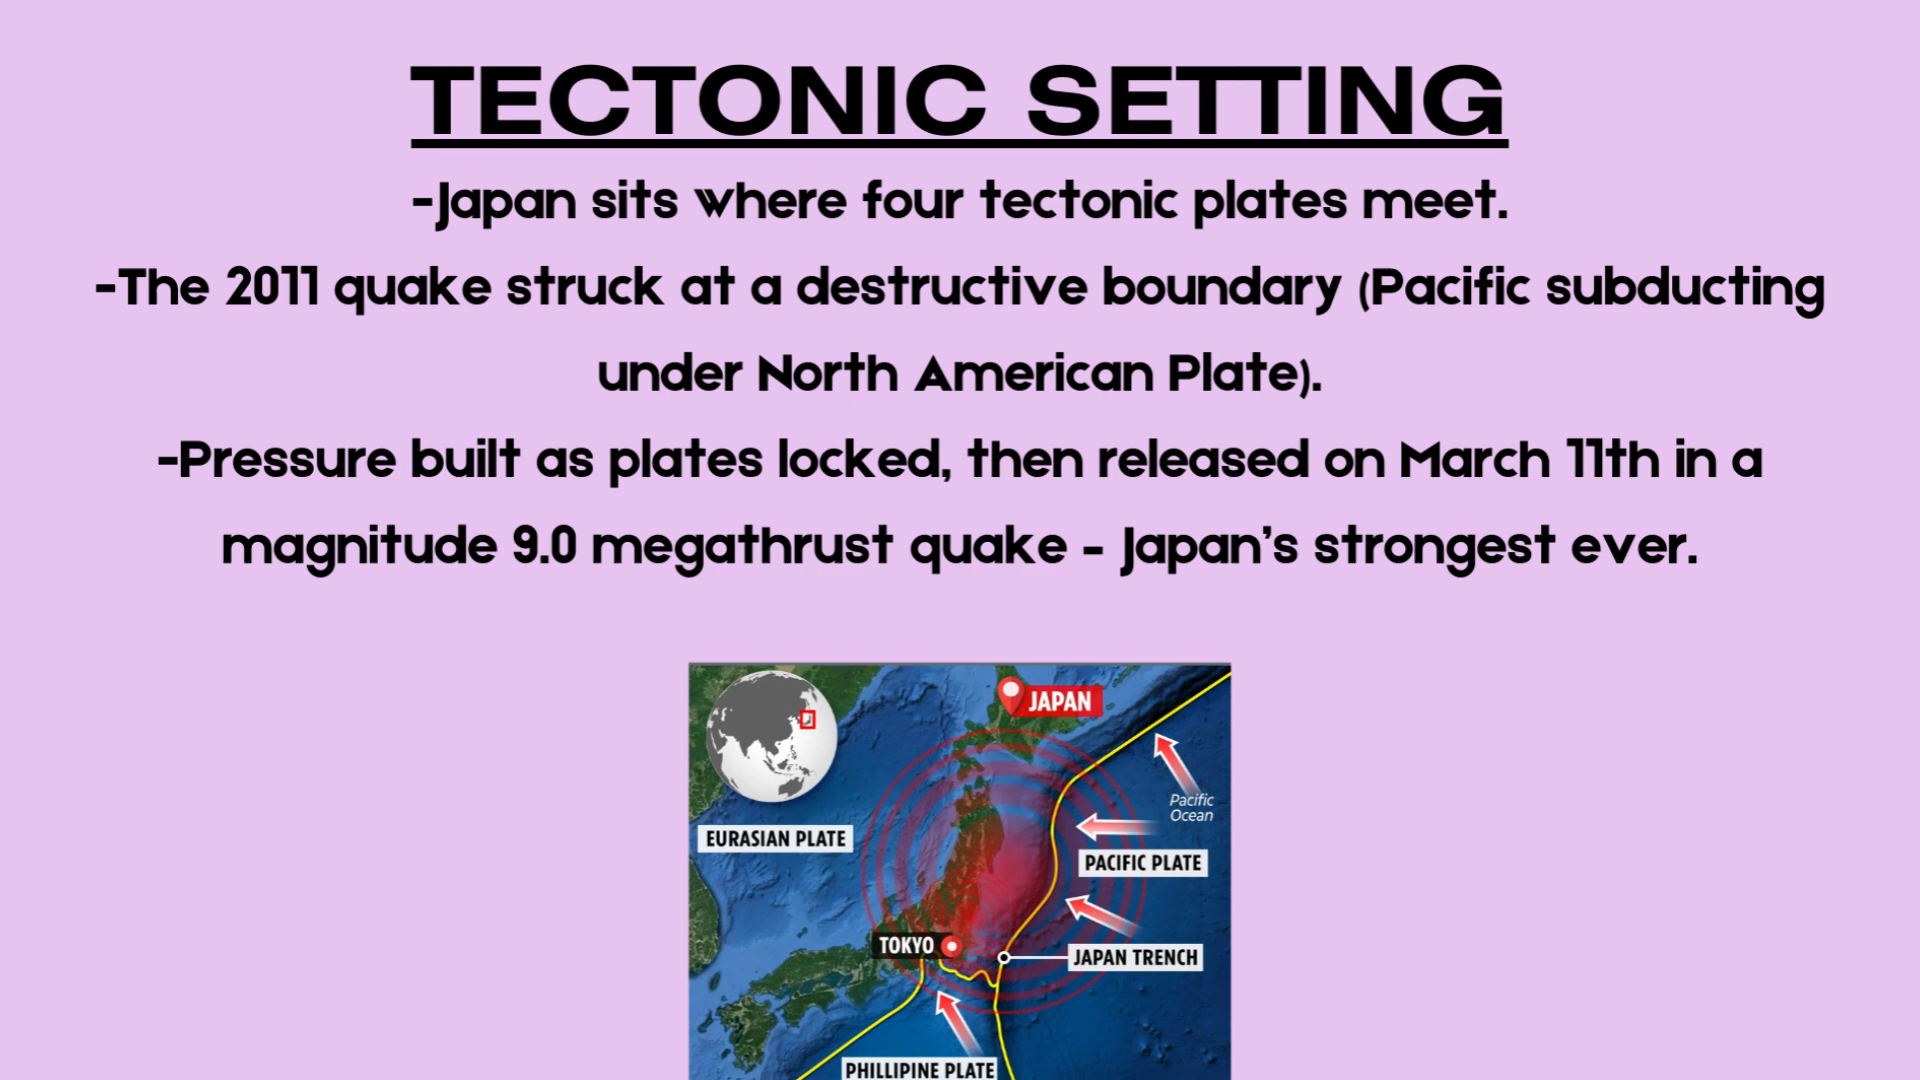 TECTONIC SETTING
-Japan sits where four tectonic plates meet.
-The 2011 quake struck at a destructive boundary (Pacific subducting
under North American Plate).
-Pressure built as plates locked, then released on March 11th in a
magnitude 9.0 megathrust quake - Japan's strongest ever.
JAPAN
Pacific
Ocean
EURASIAN PLATE
PACIFIC PLATE
TOKYO
JAPAN TRENCH
PHILLIPINE PLATE